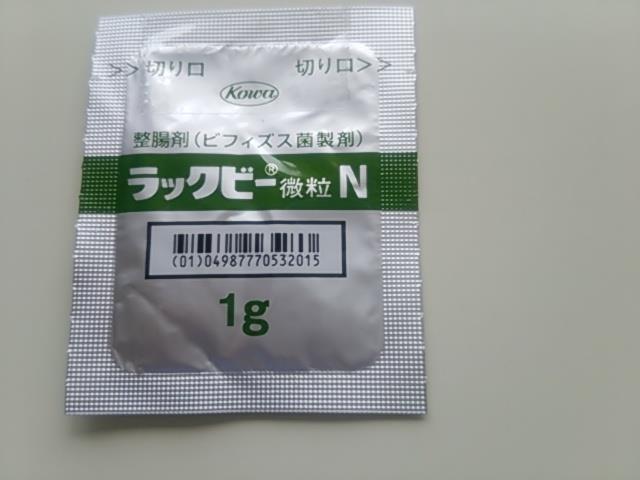 >>切り口 切り口>>
Kowa
整腸剤(ビフィズス菌製剤)
ラックビー®微粒N
(01)04987770532015
1g